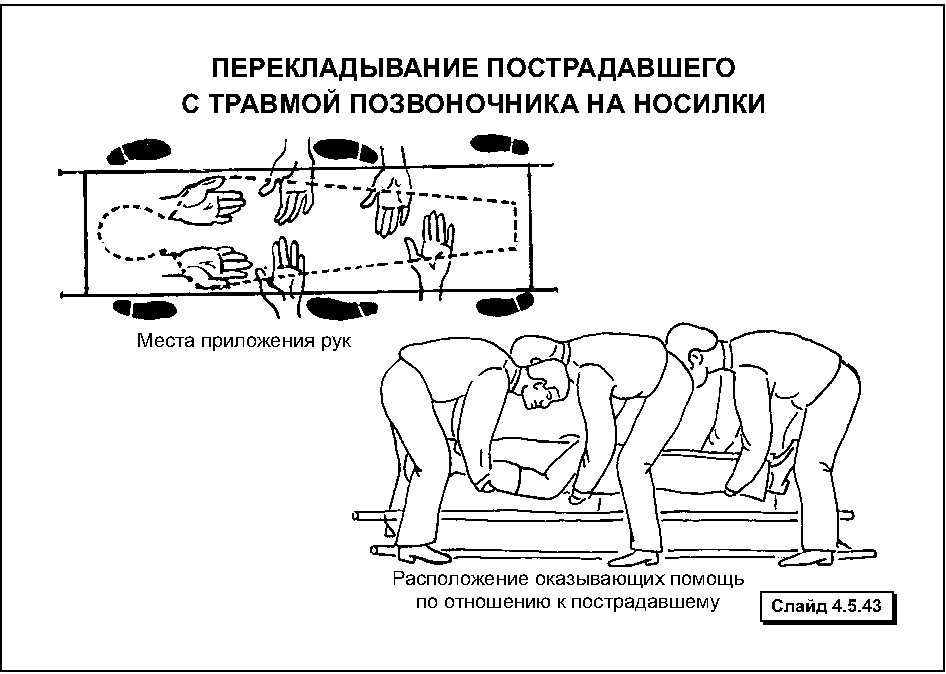 ПЕРЕКЛАДЫВАНИЕ ПОСТРАДАВШЕГО
С ТРАВМОЙ ПОЗВОНОЧНИКА НА НОСИЛКИ
Места приложения рук
Расположение оказывающих помощь
по отношению к пострадавшему
Слайд 4.5.43